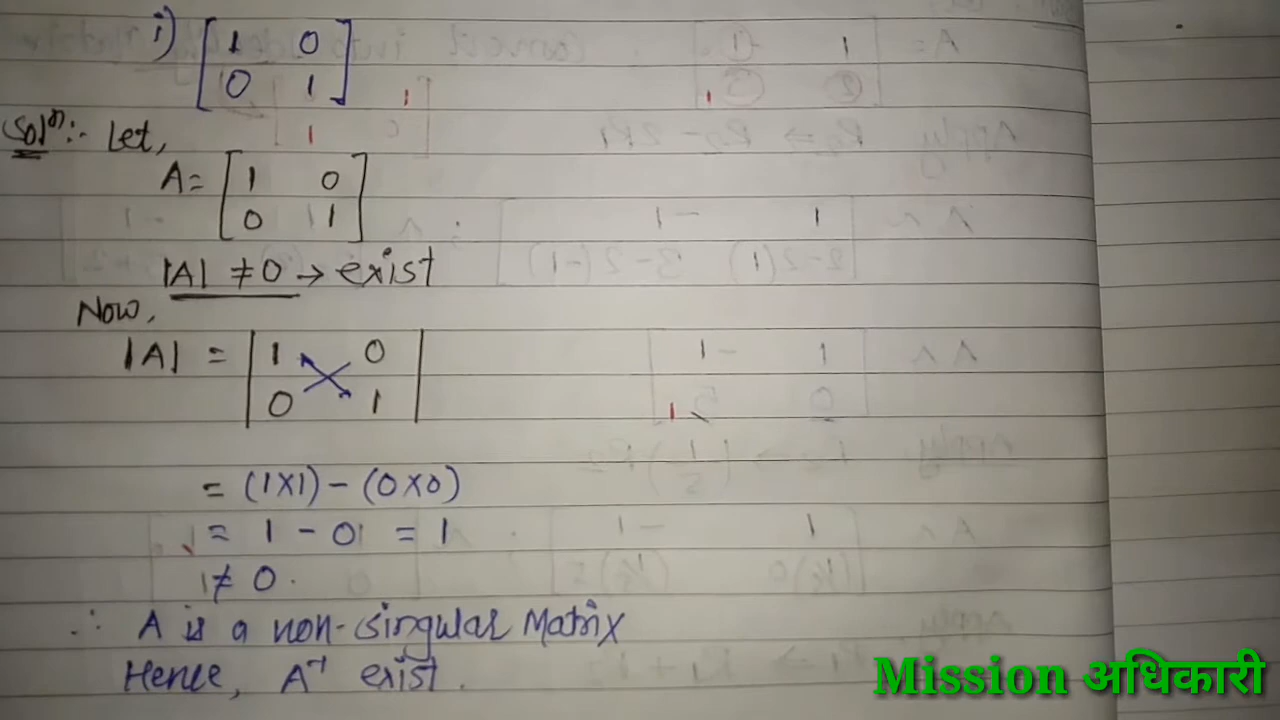 i) [1 0
0 1]
Solⁿ:- Let,
A = [1 0
0 1]
|A| ≠ 0 → exist
Now,
|A| = |1 0
0 1|
= (1×1) - (0×0)
= 1 - 0 = 1
1 ≠ 0.
∴ A is a non-singular Matrix
Hence, A⁻¹ exist.
Mission अधिकारी